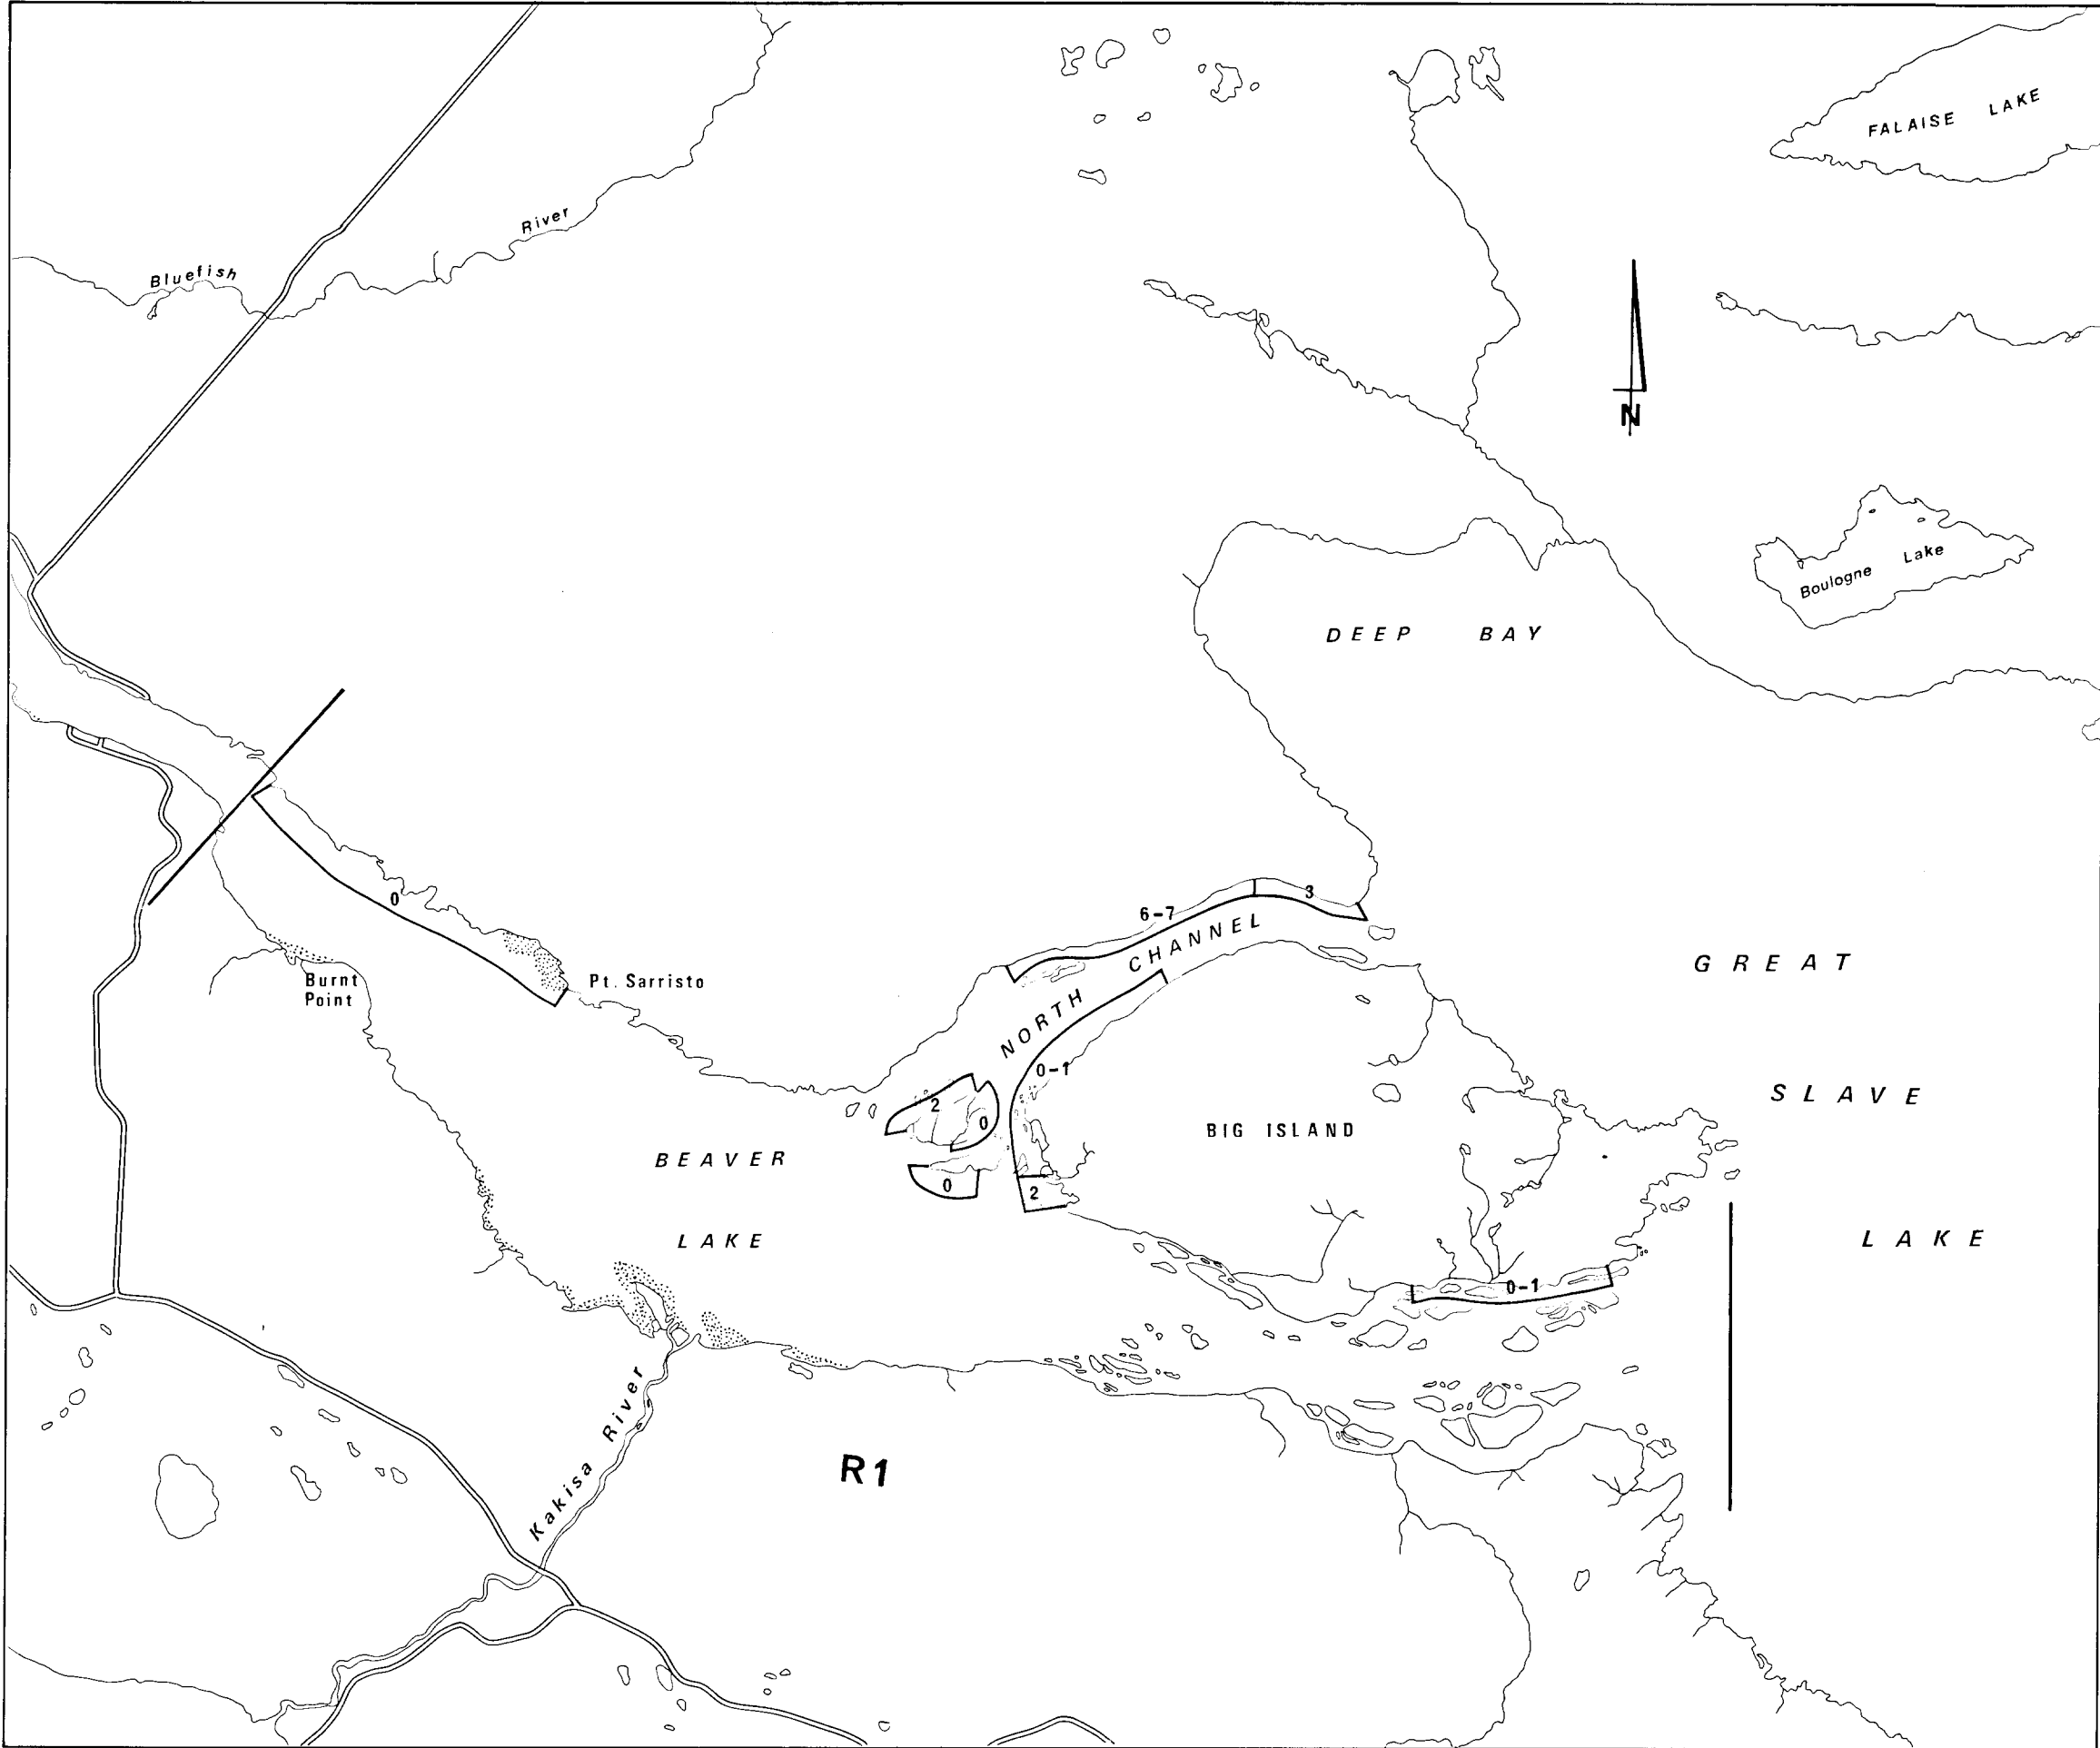 FALAISE LAKE
River
Bluefish
N
Boulogne Lake
DEEP BAY
0
3
6-7
NORTH CHANNEL
GREAT
SLAVE
LAKE
Burnt
Point
Pt. Sarristo
0-1
2
0
BIG ISLAND
BEAVER
LAKE
0
2
0-1
Kakisa River
R1